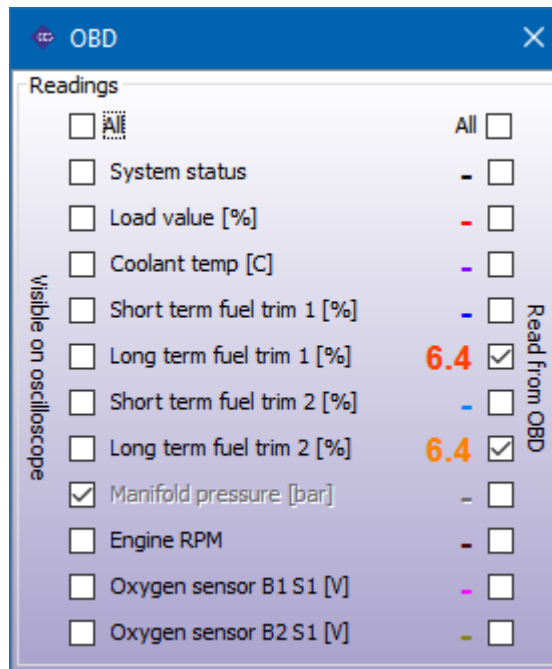 OBD
Readings
All All
System status -
Load value [%] -
Coolant temp [C] -
Short term fuel trim 1 [%] -
Long term fuel trim 1 [%] 6.4
Short term fuel trim 2 [%] -
Long term fuel trim 2 [%] 6.4
Manifold pressure [bar] -
Engine RPM -
Oxygen sensor B1 S1 [V] -
Oxygen sensor B2 S1 [V] -
Visible on oscilloscope
Read from OBD